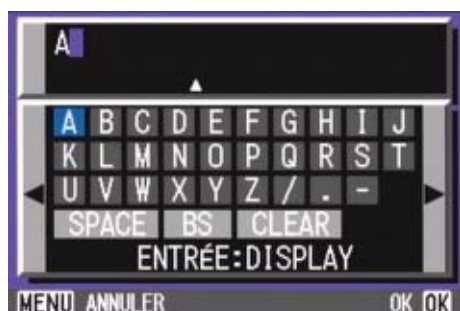 A
A B C D E F G H I J
K L M N O P Q R S T
U V W X Y Z / . -
SPACE BS CLEAR
ENTRÉE:DISPLAY
MENU ANNULER OK OK